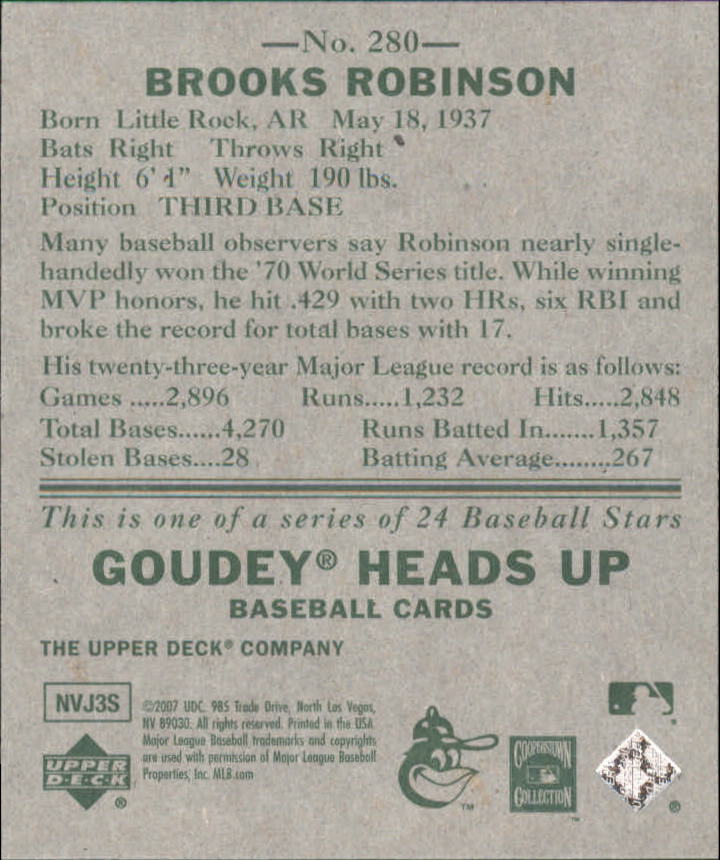 —No. 280—
BROOKS ROBINSON
Born Little Rock, AR May 18, 1937
Bats Right Throws Right
Height 6' 1" Weight 190 lbs.
Position THIRD BASE
Many baseball observers say Robinson nearly single-
handedly won the '70 World Series title. While winning
MVP honors, he hit .429 with two HRs, six RBI and
broke the record for total bases with 17.
His twenty-three-year Major League record is as follows:
Games .....2,896 Runs.....1,232 Hits.....2,848
Total Bases......4,270 Runs Batted In.......1,357
Stolen Bases....28 Batting Average........267
This is one of a series of 24 Baseball Stars
GOUDEY® HEADS UP
BASEBALL CARDS
THE UPPER DECK® COMPANY
NVJ3S
©2007 UDC. 985 Trade Drive, North Las Vegas,
NV 89030. All rights reserved. Printed in the USA.
Major League Baseball trademarks and copyrights
are used with permission of Major League Baseball
Properties, Inc. MLB.com
UPPER
D·E·C·K
®
TM
COOPERSTOWN
COLLECTION
TM
®
®